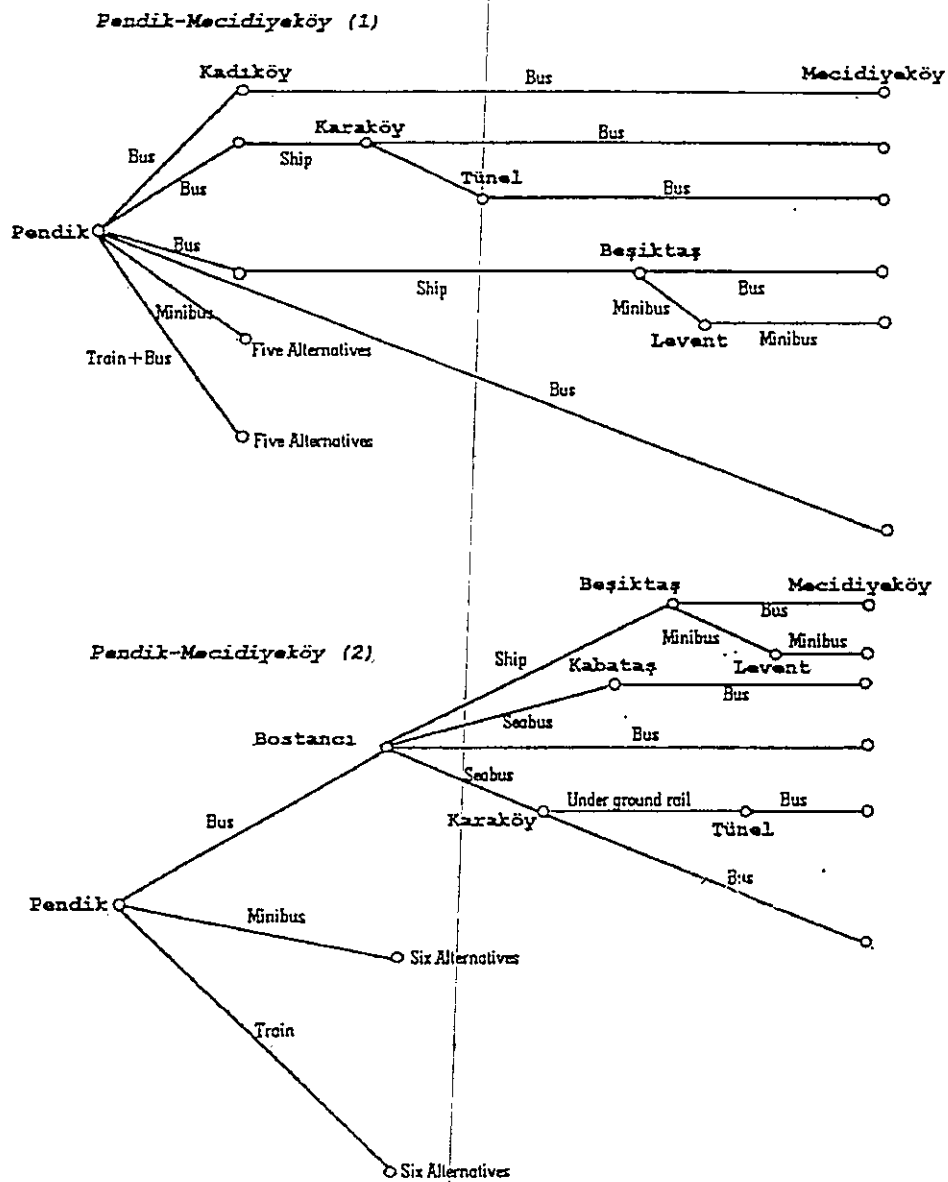 Pendik-Mecidiyeköy (1)
Kadıköy
Bus
Mecidiyeköy
Bus
Karaköy
Bus
Bus
Ship
Tünel
Bus
Pendik
Bus
Beşiktaş
Ship
Bus
Minibus
Minibus
Five Alternatives
Levent
Minibus
Train+Bus
Bus
Five Alternatives
Beşiktaş
Mecidiyeköy
Bus
Pendik-Mecidiyeköy (2)
Ship
Minibus
Minibus
Kabataş
Levent
Seabus
Bus
Bostancı
Bus
Seabus
Under ground rail
Bus
Bus
Karaköy
Tünel
Bus
Pendik
Minibus
Six Alternatives
Train
Six Alternatives